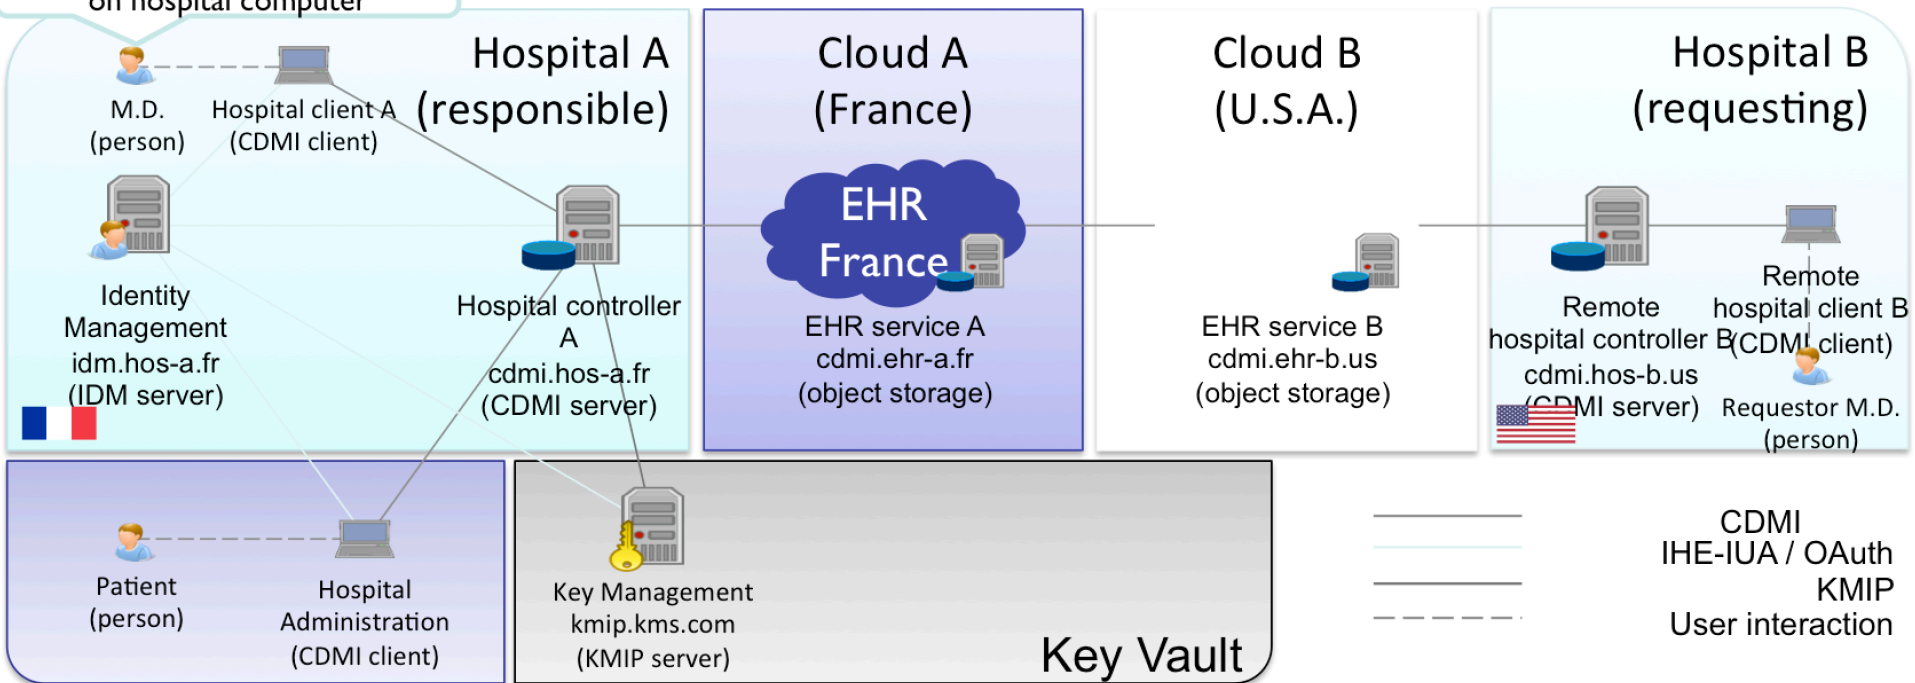 on hospital computer
Hospital A
(responsible)
M.D.
(person)
Hospital client A
(CDMI client)
Identity
Management
idm.hos-a.fr
(IDM server)
Hospital controller
A
cdmi.hos-a.fr
(CDMI server)
Cloud A
(France)
EHR
France
EHR service A
cdmi.ehr-a.fr
(object storage)
Cloud B
(U.S.A.)
EHR service B
cdmi.ehr-b.us
(object storage)
Hospital B
(requesting)
Remote
hospital controller B
cdmi.hos-b.us
(CDMI server)
Remote
hospital client B
(CDMI client)
Requestor M.D.
(person)
Patient
(person)
Hospital
Administration
(CDMI client)
Key Management
kmip.kms.com
(KMIP server)
Key Vault
CDMI
IHE-IUA / OAuth
KMIP
User interaction